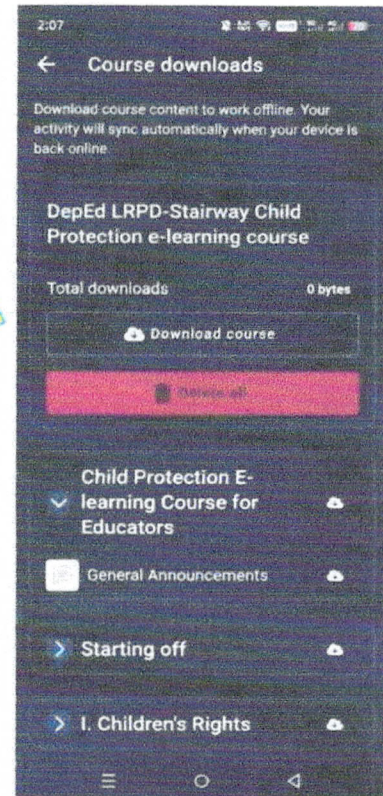 2:07
Course downloads
Download course content to work offline. Your
activity will sync automatically when your device is
back online.
DepEd LRPD-Stairway Child
Protection e-learning course
Total downloads 0 bytes
Download course
Delete all
Child Protection E-
learning Course for
Educators
General Announcements
Starting off
I. Children's Rights